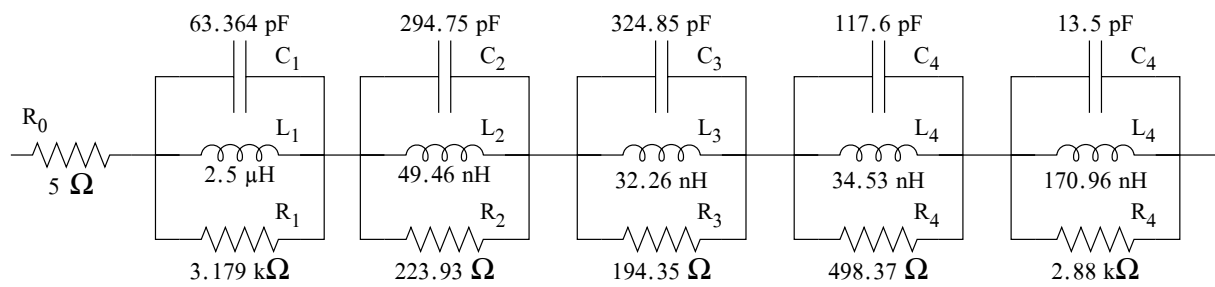 63.364 pF 294.75 pF 324.85 pF 117.6 pF 13.5 pF
C1 C2 C3 C4 C4
R0
L1 L2 L3 L4 L4
5 Ω 2.5 μH 49.46 nH 32.26 nH 34.53 nH 170.96 nH
R1 R2 R3 R4 R4
3.179 kΩ 223.93 Ω 194.35 Ω 498.37 Ω 2.88 kΩ